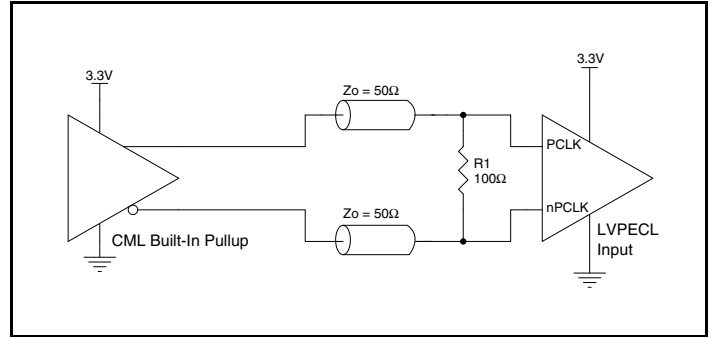 3.3V
3.3V
Zo = 50Ω
PCLK
R1
100Ω
nPCLK
Zo = 50Ω
CML Built-In Pullup
LVPECL
Input